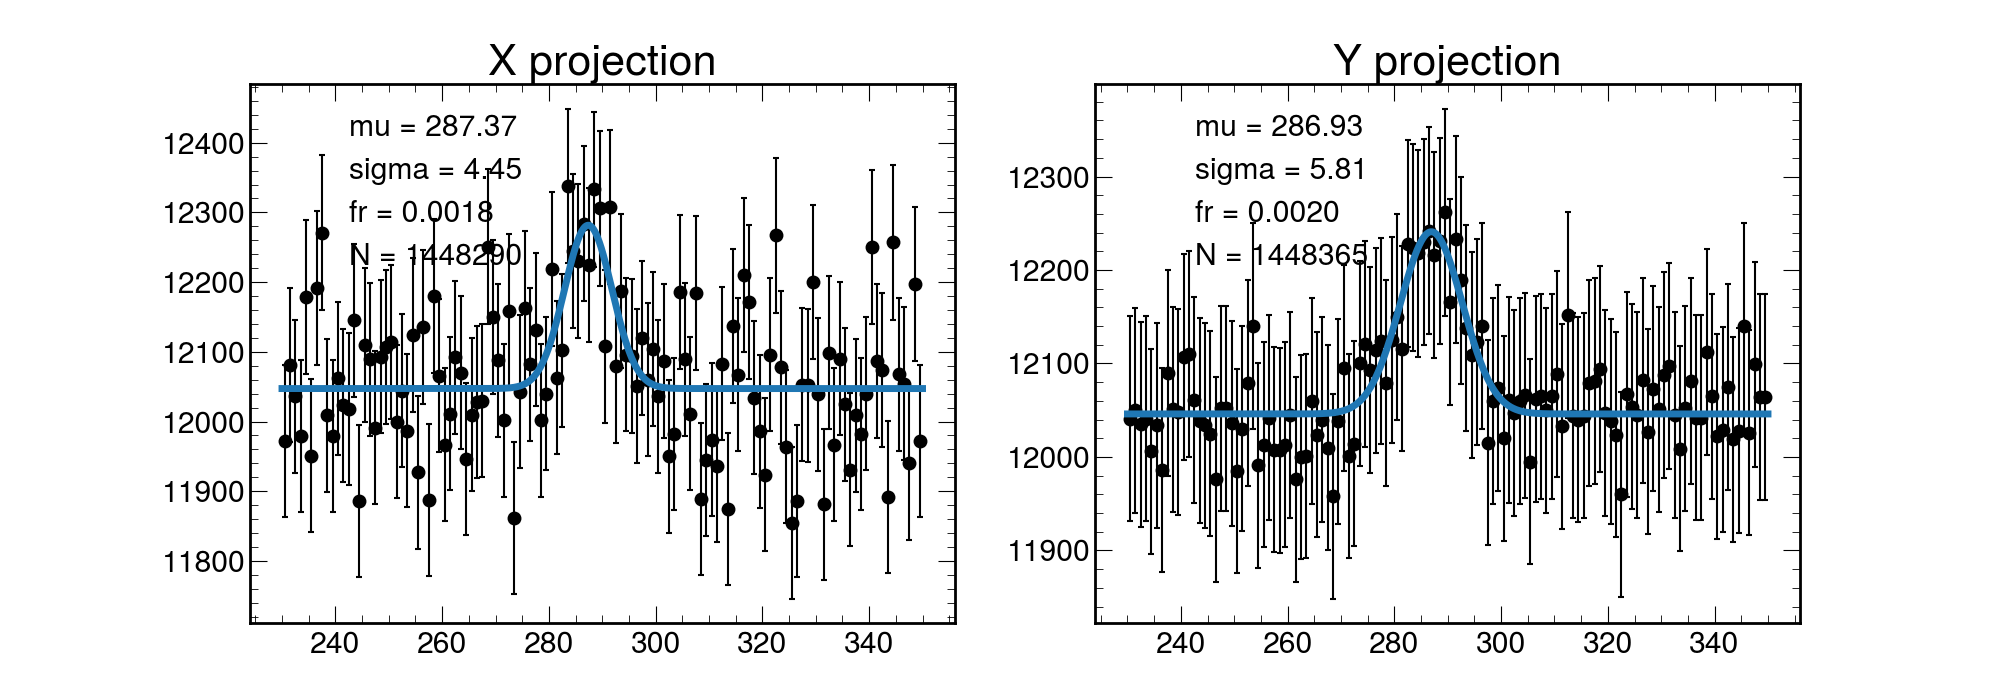 X projection
mu = 287.37
sigma = 4.45
fr = 0.0018
N = 1448290
12400
12300
12200
12100
12000
11900
11800
240 260 280 300 320 340
Y projection
mu = 286.93
sigma = 5.81
fr = 0.0020
N = 1448365
12300
12200
12100
12000
11900
240 260 280 300 320 340